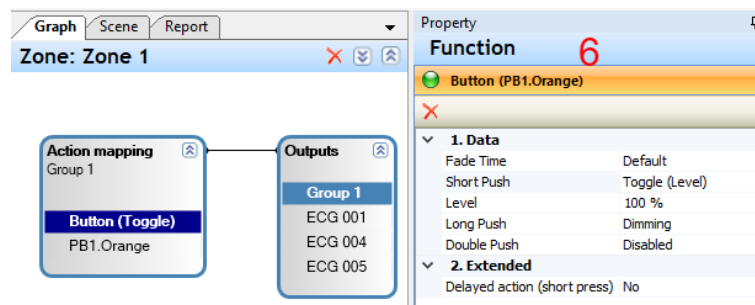 Graph Scene Report
Zone: Zone 1
Action mapping
Group 1
Button (Toggle)
PB1.Orange
Outputs
Group 1
ECG 001
ECG 004
ECG 005
Property
Function 6
Button (PB1.Orange)
1. Data
Fade Time Default
Short Push Toggle (Level)
Level 100 %
Long Push Dimming
Double Push Disabled
2. Extended
Delayed action (short press) No